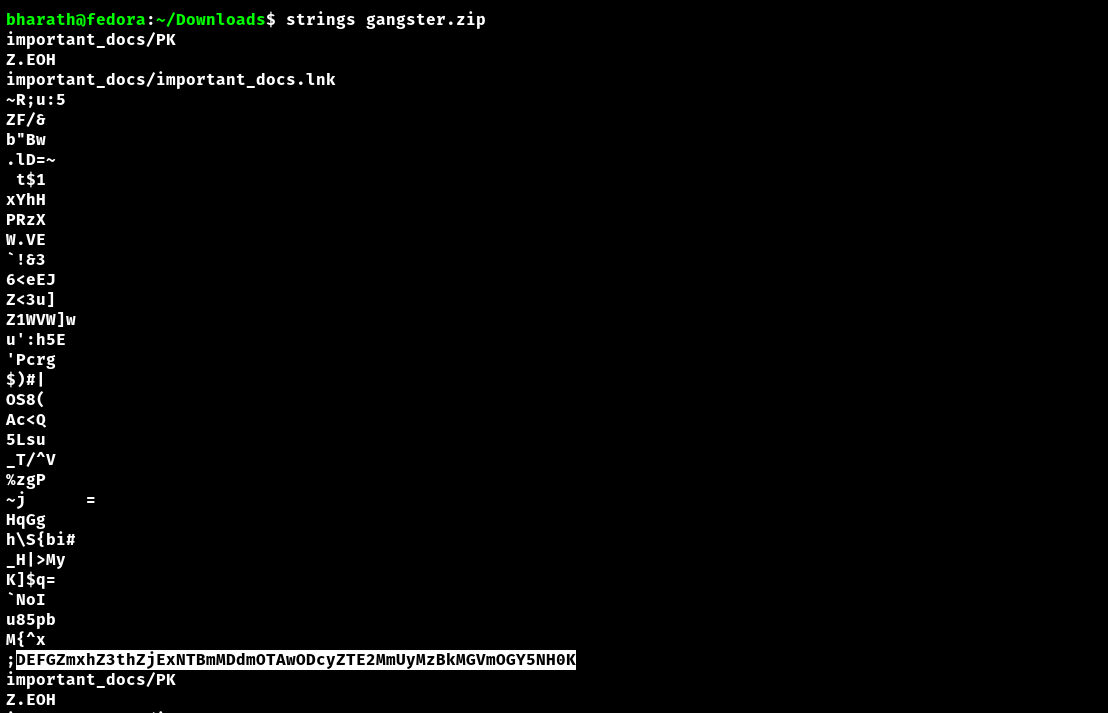 bharath@fedora:~/Downloads$ strings gangster.zip
important_docs/PK
Z.EOH
important_docs/important_docs.lnk
~R;u:5
ZF/&
b"Bw
.lD=~
 t$1
xYhH
PRzX
W.VE
`!&3
6<eEJ
Z<3u]
Z1WVW]w
u':h5E
'Pcrg
$)#|
OS8(
Ac<Q
5Lsu
_T/^V
%zgP
~j      =
HqGg
h\S{bi#
_H|>My
K]$q=
`NoI
u85pb
M{^x
;DEFGZmxhZ3thZjExNTBmMDdmOTAwODcyZTE2MmUyMzBkMGVmOGY5NH0K
important_docs/PK
Z.EOH